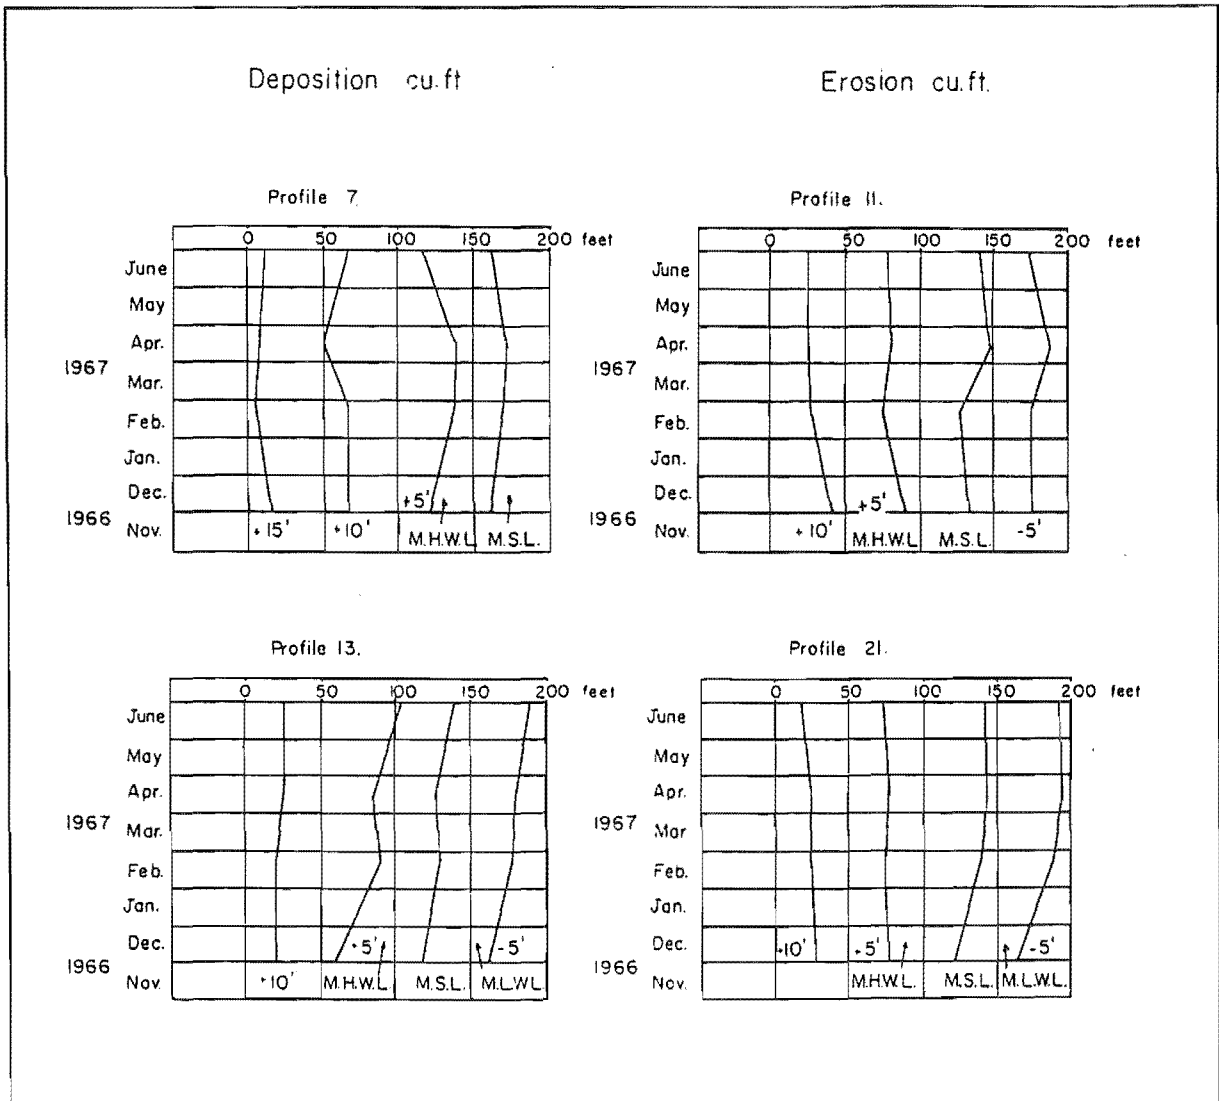 Deposition cu.ft
Erosion cu.ft.
Profile 7.
0 50 100 150 200 feet
June
May
Apr.
1967
Mar.
Feb.
Jan.
Dec.
1966
Nov.
+5'
+15' +10' M.H.W.L. M.S.L.
Profile 11.
0 50 100 150 200 feet
June
May
Apr.
1967
Mar.
Feb.
Jan.
Dec.
1966
Nov.
+5'
+10' M.H.W.L. M.S.L. -5'
Profile 13.
0 50 100 150 200 feet
June
May
Apr.
1967
Mar.
Feb.
Jan.
Dec.
1966
Nov.
+5' -5'
+10' M.H.W.L. M.S.L. M.L.W.L.
Profile 21.
0 50 100 150 200 feet
June
May
Apr.
1967
Mar
Feb.
Jan.
Dec.
1966
Nov.
+10' +5' -5'
M.H.W.L. M.S.L. M.L.W.L.